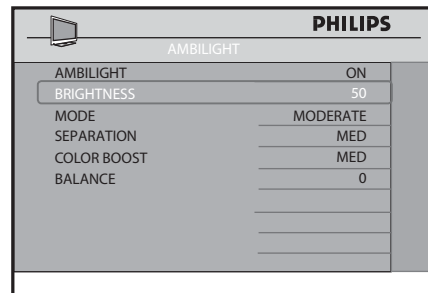 PHILIPS
AMBILIGHT
AMBILIGHT ON
BRIGHTNESS 50
MODE MODERATE
SEPARATION MED
COLOR BOOST MED
BALANCE 0